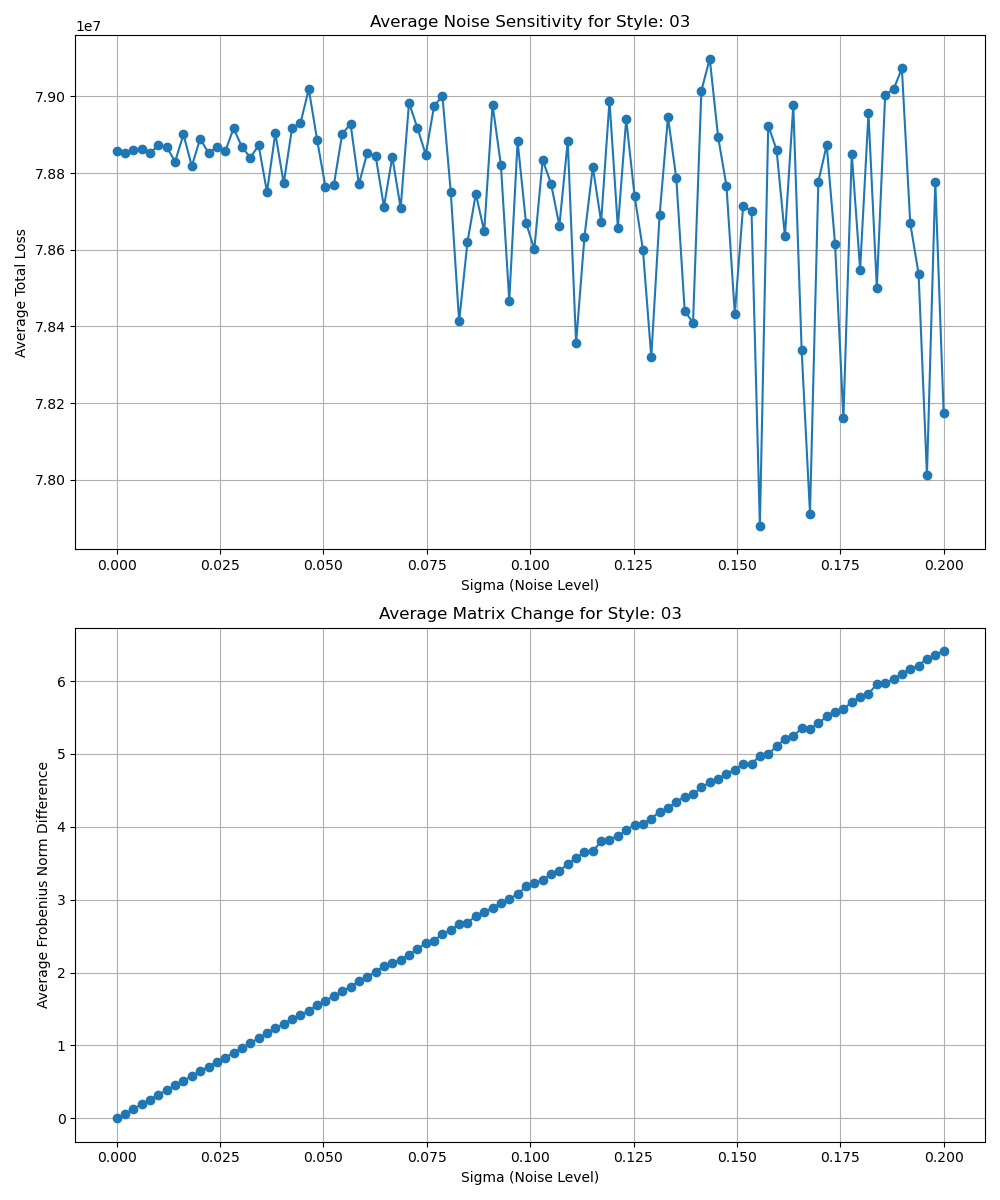 Average Noise Sensitivity for Style: 03
1e7
7.90
7.88
7.86
7.84
7.82
7.80
Average Total Loss
0.000 0.025 0.050 0.075 0.100 0.125 0.150 0.175 0.200
Sigma (Noise Level)
Average Matrix Change for Style: 03
6
5
4
3
2
1
0
Average Frobenius Norm Difference
0.000 0.025 0.050 0.075 0.100 0.125 0.150 0.175 0.200
Sigma (Noise Level)